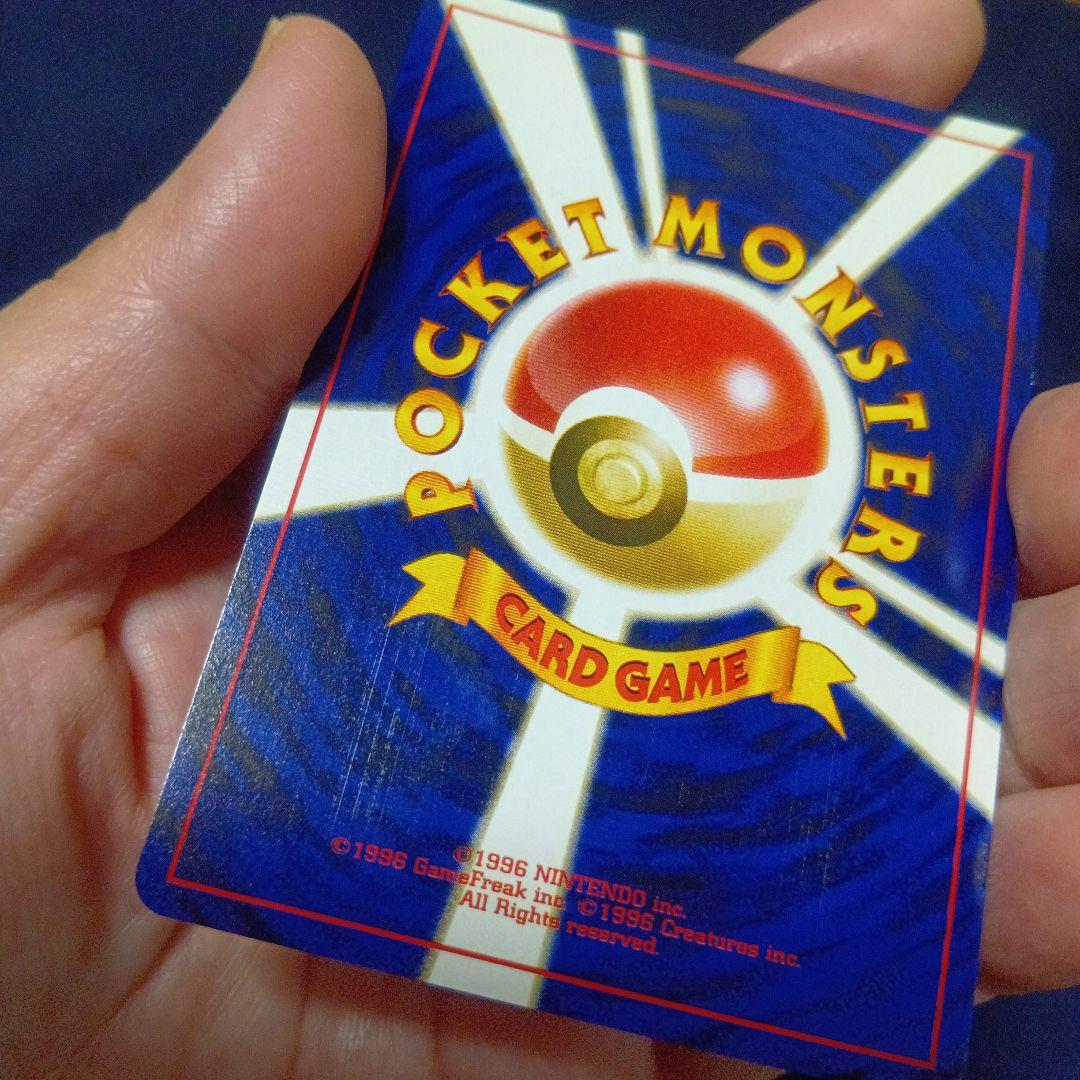 POCKET MONSTERS
CARD GAME
©1996 NINTENDO inc.
©1996 GameFreak inc. ©1996 Creatures inc.
All Rights reserved.